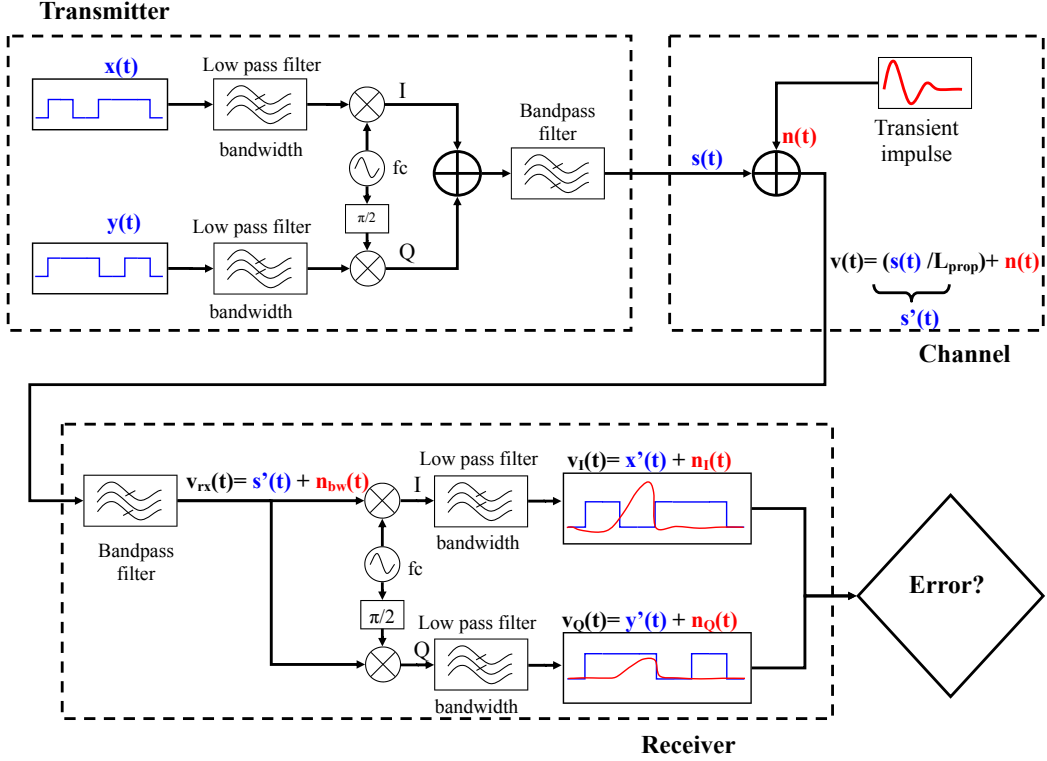 Transmitter
x(t)
Low pass filter
bandwidth
I
fc
π/2
Bandpass
filter
y(t)
Low pass filter
bandwidth
Q
s(t)
n(t)
Transient
impulse
v(t)= (s(t) /Lprop)+ n(t)
s’(t)
Channel
Bandpass
filter
vrx(t)= s’(t) + nbw(t)
I
Low pass filter
bandwidth
fc
π/2
Q
Low pass filter
bandwidth
vI(t)= x’(t) + nI(t)
vQ(t)= y’(t) + nQ(t)
Error?
Receiver